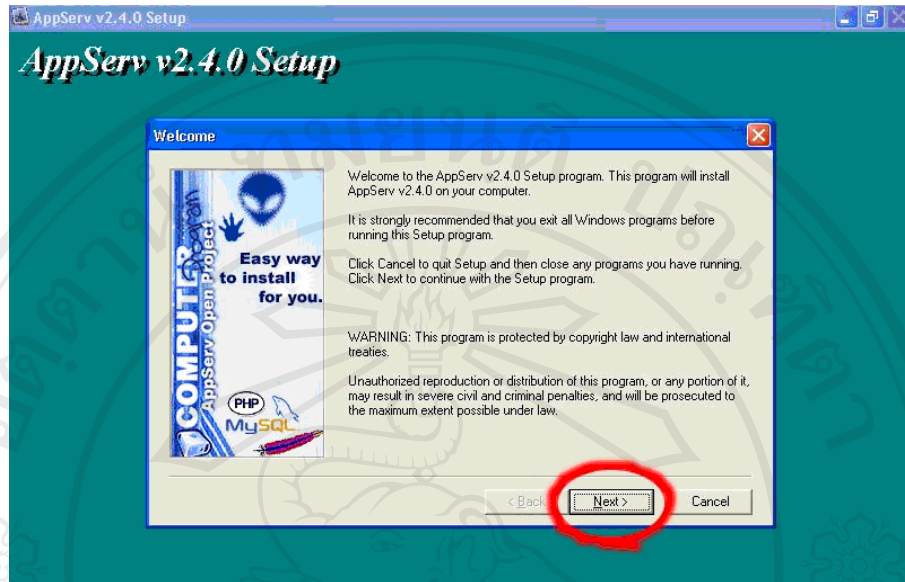 AppServ v2.4.0 Setup
AppServ v2.4.0 Setup
Welcome
Welcome to the AppServ v2.4.0 Setup program. This program will install
AppServ v2.4.0 on your computer.
It is strongly recommended that you exit all Windows programs before
running this Setup program.
Click Cancel to quit Setup and then close any programs you have running.
Click Next to continue with the Setup program.
WARNING: This program is protected by copyright law and international
treaties.
Unauthorized reproduction or distribution of this program, or any portion of it,
may result in severe civil and criminal penalties, and will be prosecuted to
the maximum extent possible under law.
COMPUTER
Program
AppServ Open Project
Easy way
to install
for you.
PHP
MySQL
< Back
Next >
Cancel